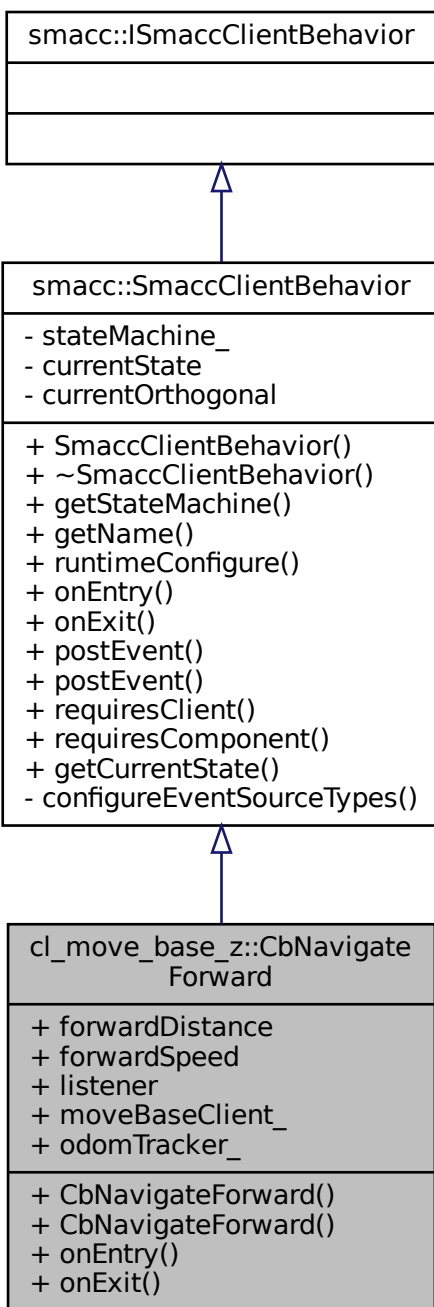 smacc::ISmaccClientBehavior
smacc::SmaccClientBehavior
- stateMachine_
- currentState
- currentOrthogonal
+ SmaccClientBehavior()
+ ~SmaccClientBehavior()
+ getStateMachine()
+ getName()
+ runtimeConfigure()
+ onEntry()
+ onExit()
+ postEvent()
+ postEvent()
+ requiresClient()
+ requiresComponent()
+ getCurrentState()
- configureEventSourceTypes()
cl_move_base_z::CbNavigate
Forward
+ forwardDistance
+ forwardSpeed
+ listener
+ moveBaseClient_
+ odomTracker_
+ CbNavigateForward()
+ CbNavigateForward()
+ onEntry()
+ onExit()